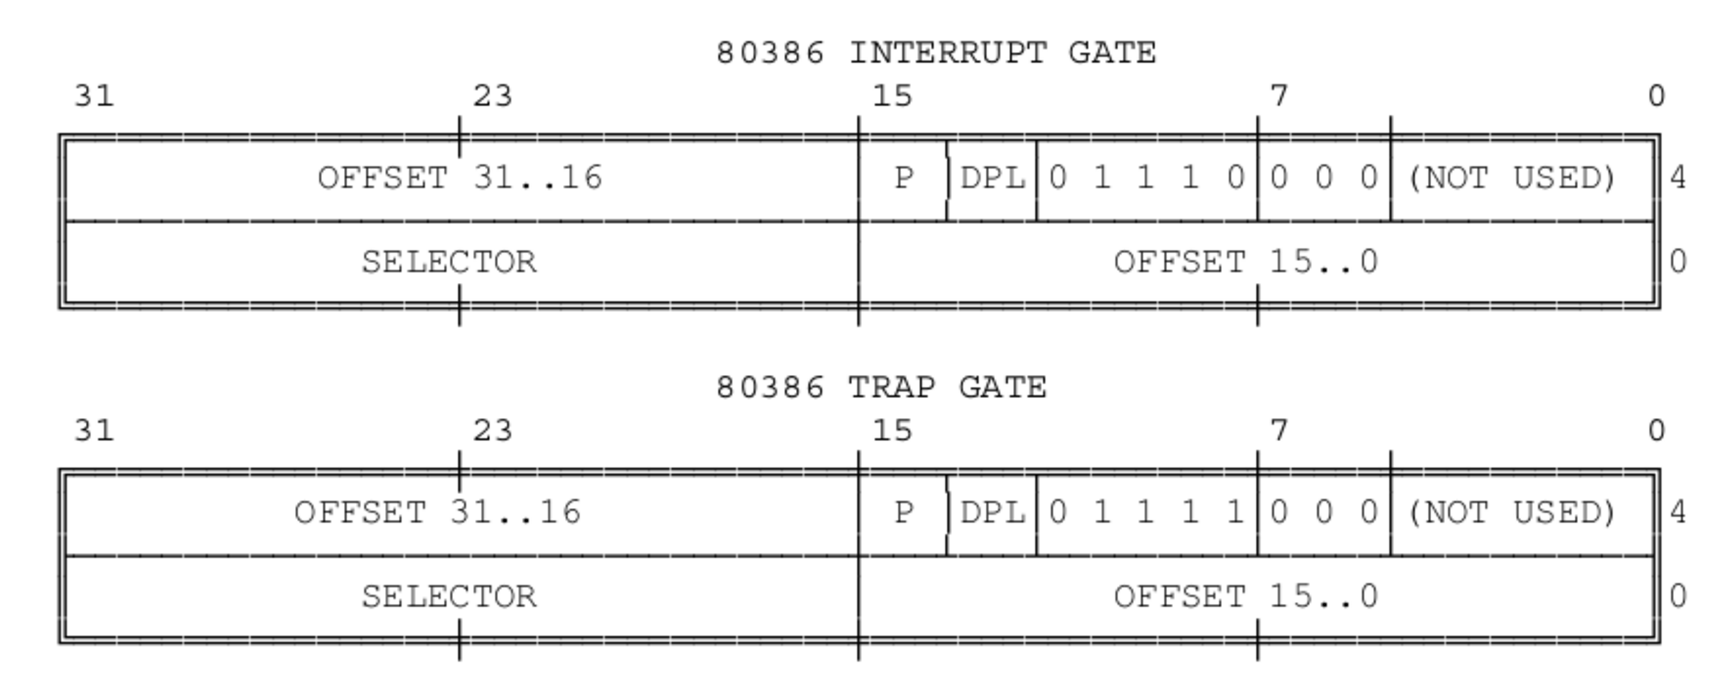 80386 INTERRUPT GATE
31 23 15 7 0
OFFSET 31..16 P DPL 0 1 1 1 0 0 0 0 (NOT USED) 4
SELECTOR OFFSET 15..0 0
80386 TRAP GATE
31 23 15 7 0
OFFSET 31..16 P DPL 0 1 1 1 1 0 0 0 (NOT USED) 4
SELECTOR OFFSET 15..0 0